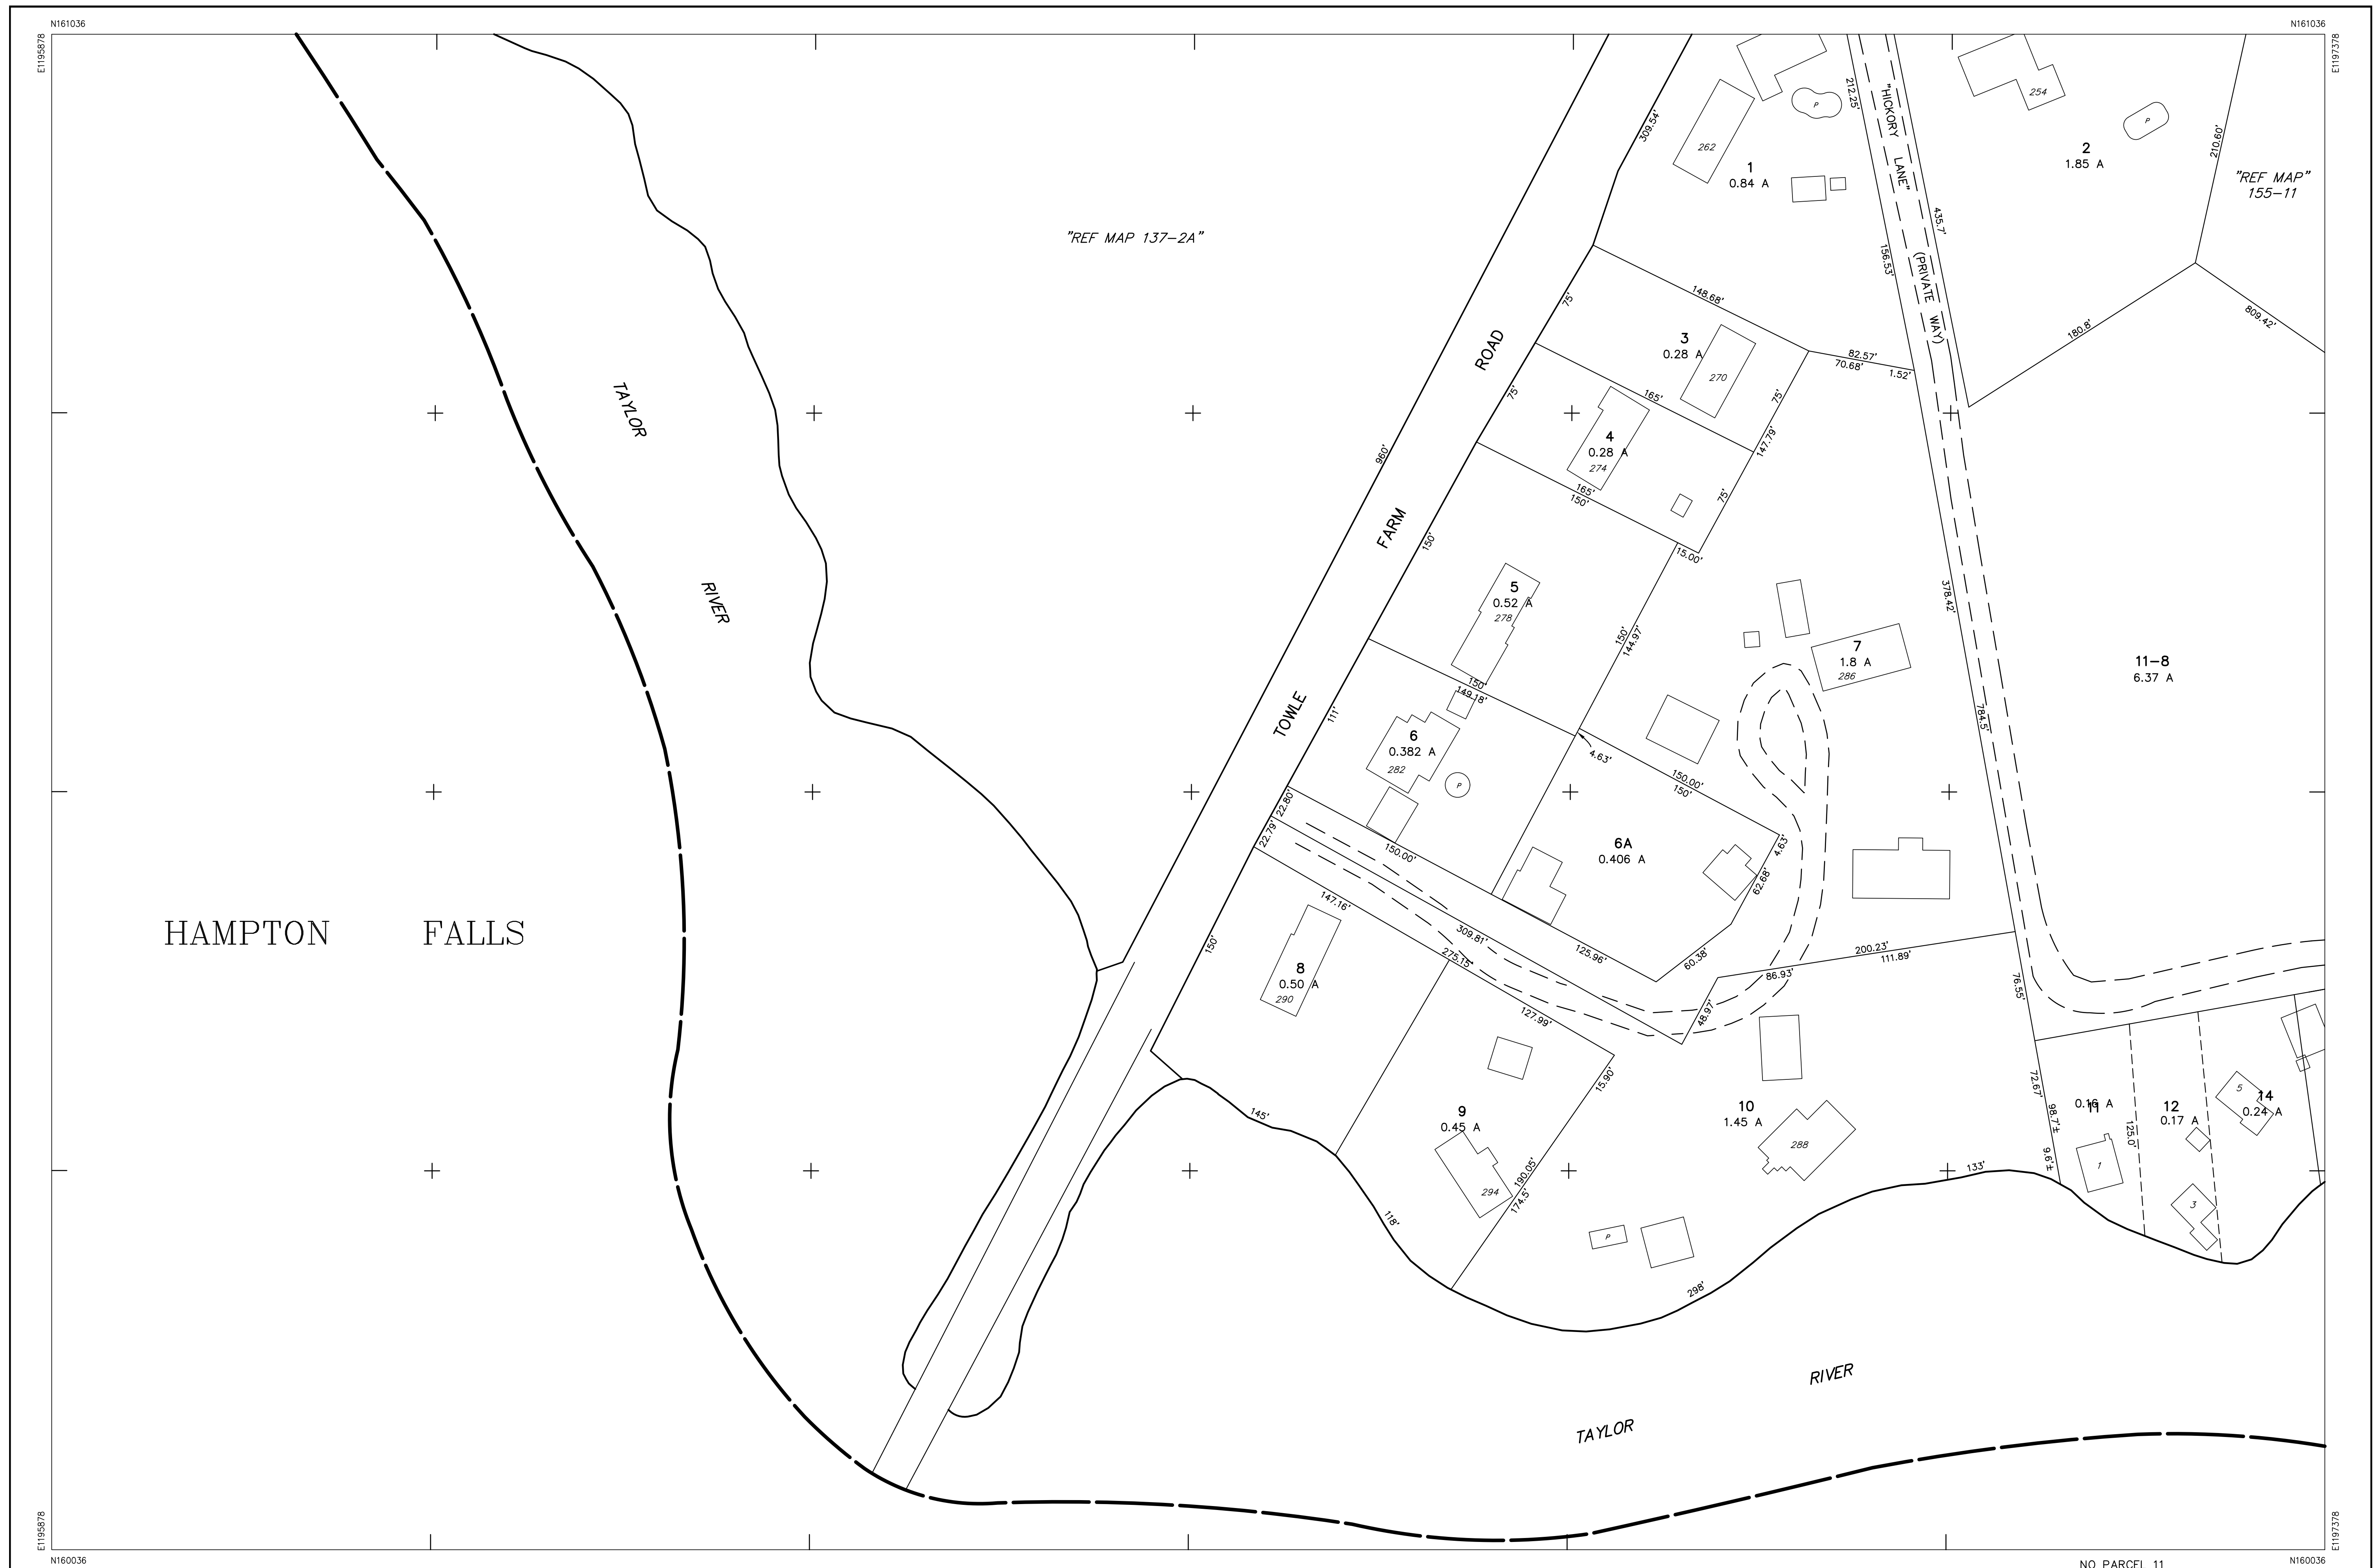 N161036
N161036
E1195878
E1197378
"REF MAP 137-2A"
TAYLOR
RIVER
HAMPTON FALLS
TOWLE FARM ROAD
960'
309.54'
262
P
1
0.84 A
212.25'
156.53'
"HICKORY LANE" (PRIVATE WAY)
435.7'
254
P
2
1.85 A
210.60'
"REF MAP"
155-11
180.8'
809.42'
75'
148.68'
3
0.28 A
270
82.57'
70.68'
1.52'
75'
75'
165'
147.79'
4
0.28 A
274
165'
150'
75'
15.00'
150'
5
0.52 A
278
150'
144.97'
378.42'
784.5'
7
1.8 A
286
11-8
6.37 A
150'
149.18'
111'
6
0.382 A
282
P
4.63'
150.00'
150'
22.80'
22.79'
150.00'
6A
0.406 A
4.63'
62.68'
147.16'
309.81'
275.15'
125.96'
60.38'
200.23'
111.89'
86.93'
48.97'
76.55'
150'
8
0.50 A
290
127.99'
15.90'
145'
9
0.45 A
294
190.05'
174.5'
118'
10
1.45 A
288
P
298'
133'
72.67'
98.7'±
9.6'±
11
0.16 A
1
125.0'
12
0.17 A
3
5
14
0.24 A
RIVER
TAYLOR
E1195878
E1197378
N160036
N160036
NO PARCEL 11